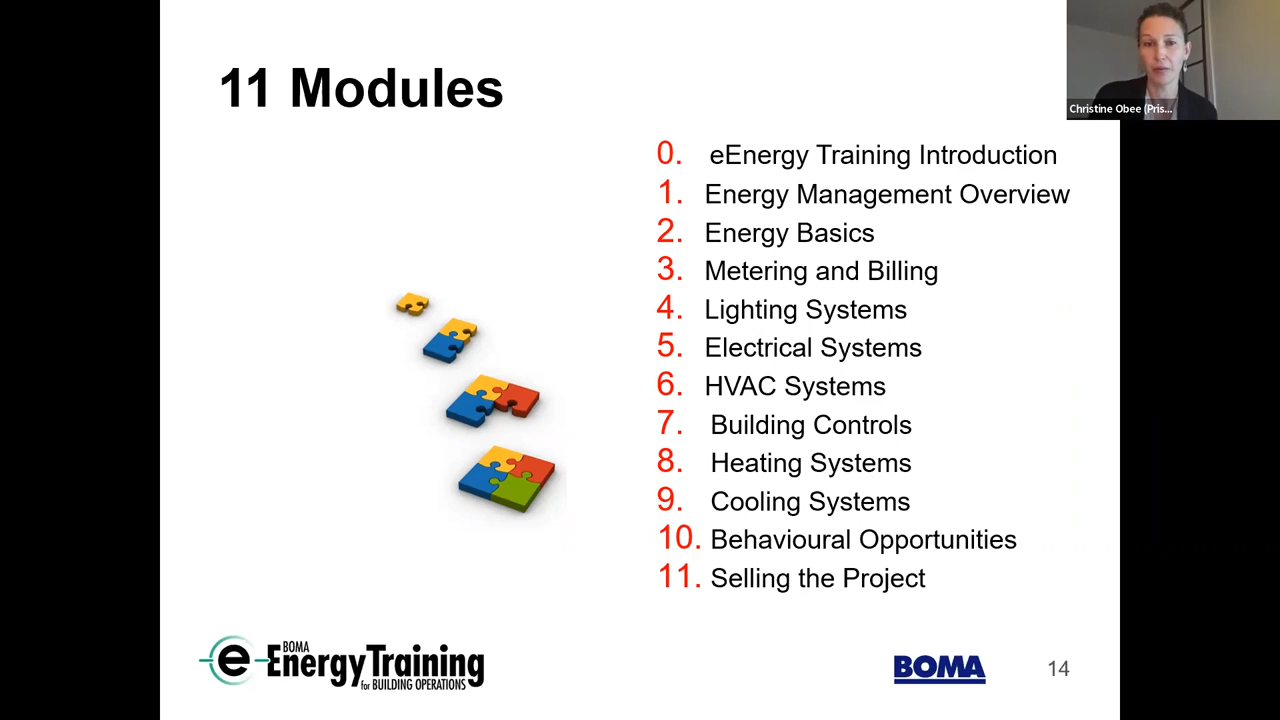 11 Modules
Christine Obee (Pris...
0. eEnergy Training Introduction
1. Energy Management Overview
2. Energy Basics
3. Metering and Billing
4. Lighting Systems
5. Electrical Systems
6. HVAC Systems
7. Building Controls
8. Heating Systems
9. Cooling Systems
10. Behavioural Opportunities
11. Selling the Project
BOMA
e EnergyTraining
for BUILDING OPERATIONS
BOMA
14